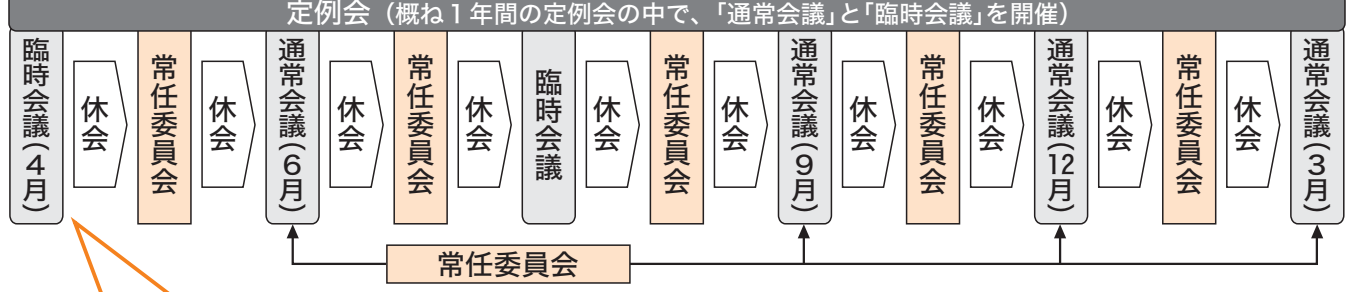 定例会（概ね１年間の定例会の中で、「通常会議」と「臨時会議」を開催）
臨時会議（4月）
休会
常任委員会
休会
通常会議（6月）
休会
常任委員会
休会
臨時会議
休会
常任委員会
休会
通常会議（9月）
休会
常任委員会
休会
通常会議（12月）
休会
常任委員会
休会
通常会議（3月）
常任委員会